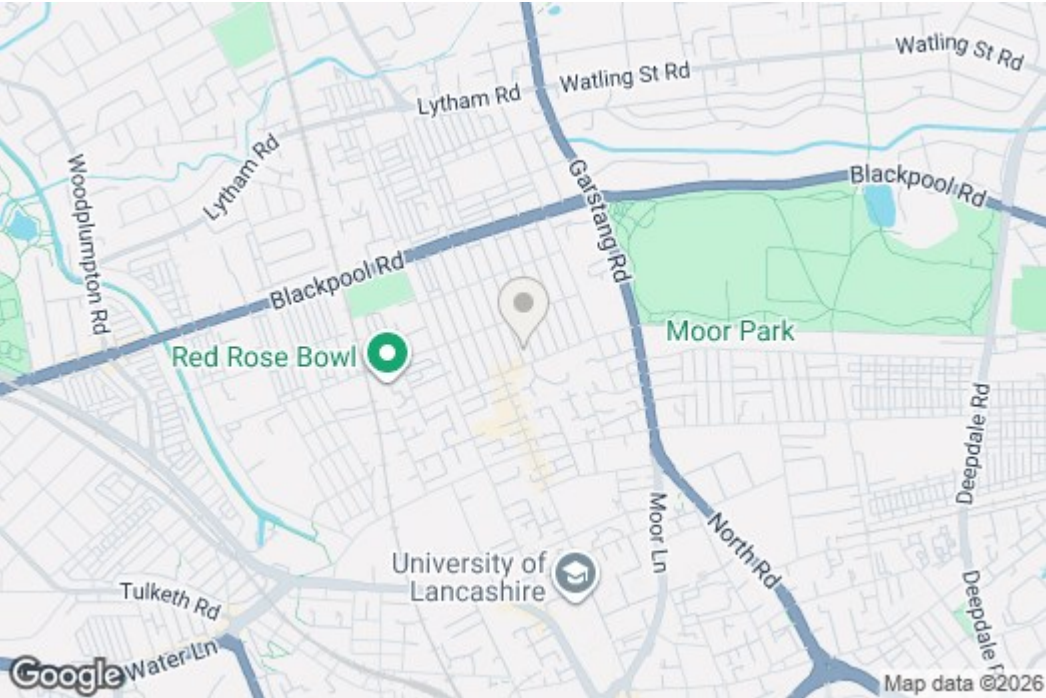 Watling St Rd
Watling St Rd
Lytham Rd
Lytham Rd
Woodplumpton Rd
Garstang Rd
Blackpool Rd
Blackpool Rd
Moor Park
Red Rose Bowl
Deepdale Rd
Moor Ln
North Rd
University of
Lancashire
Tulketh Rd
Deepdale R
Water Ln
Google
Map data ©2026